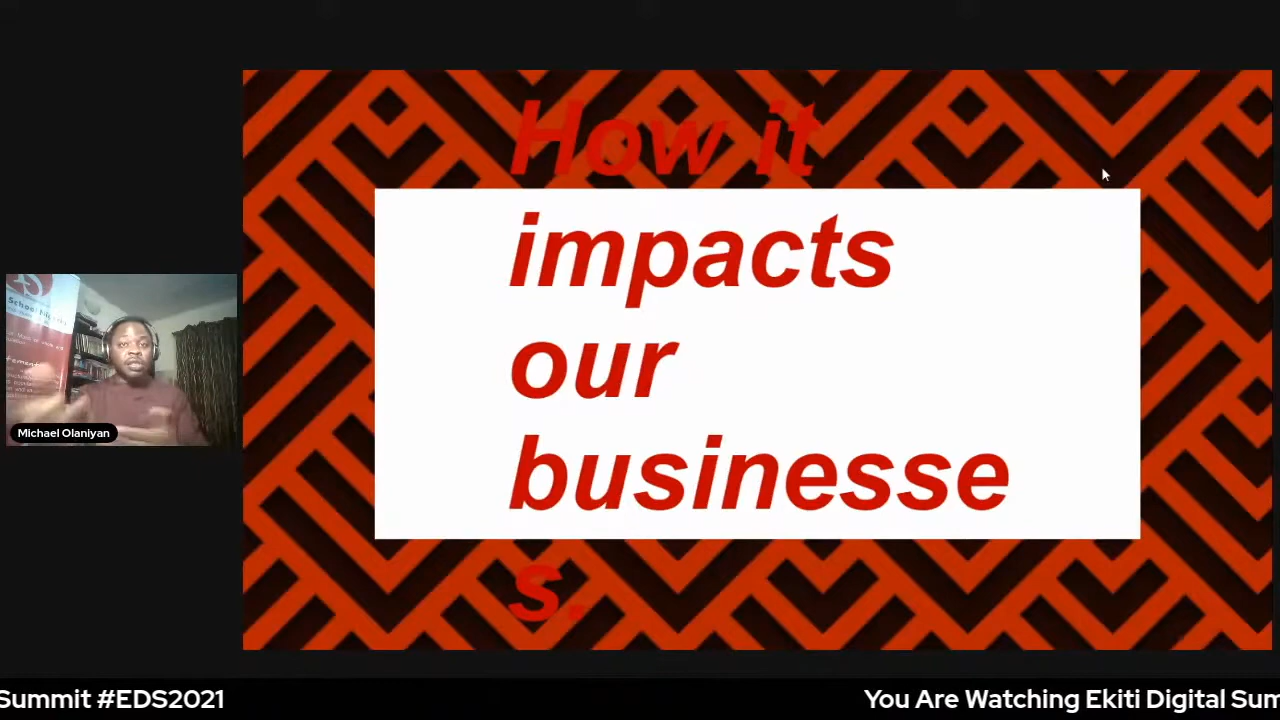 How it
impacts
our
businesse
s.
Michael Olaniyan
Summit #EDS2021
You Are Watching Ekiti Digital Sum